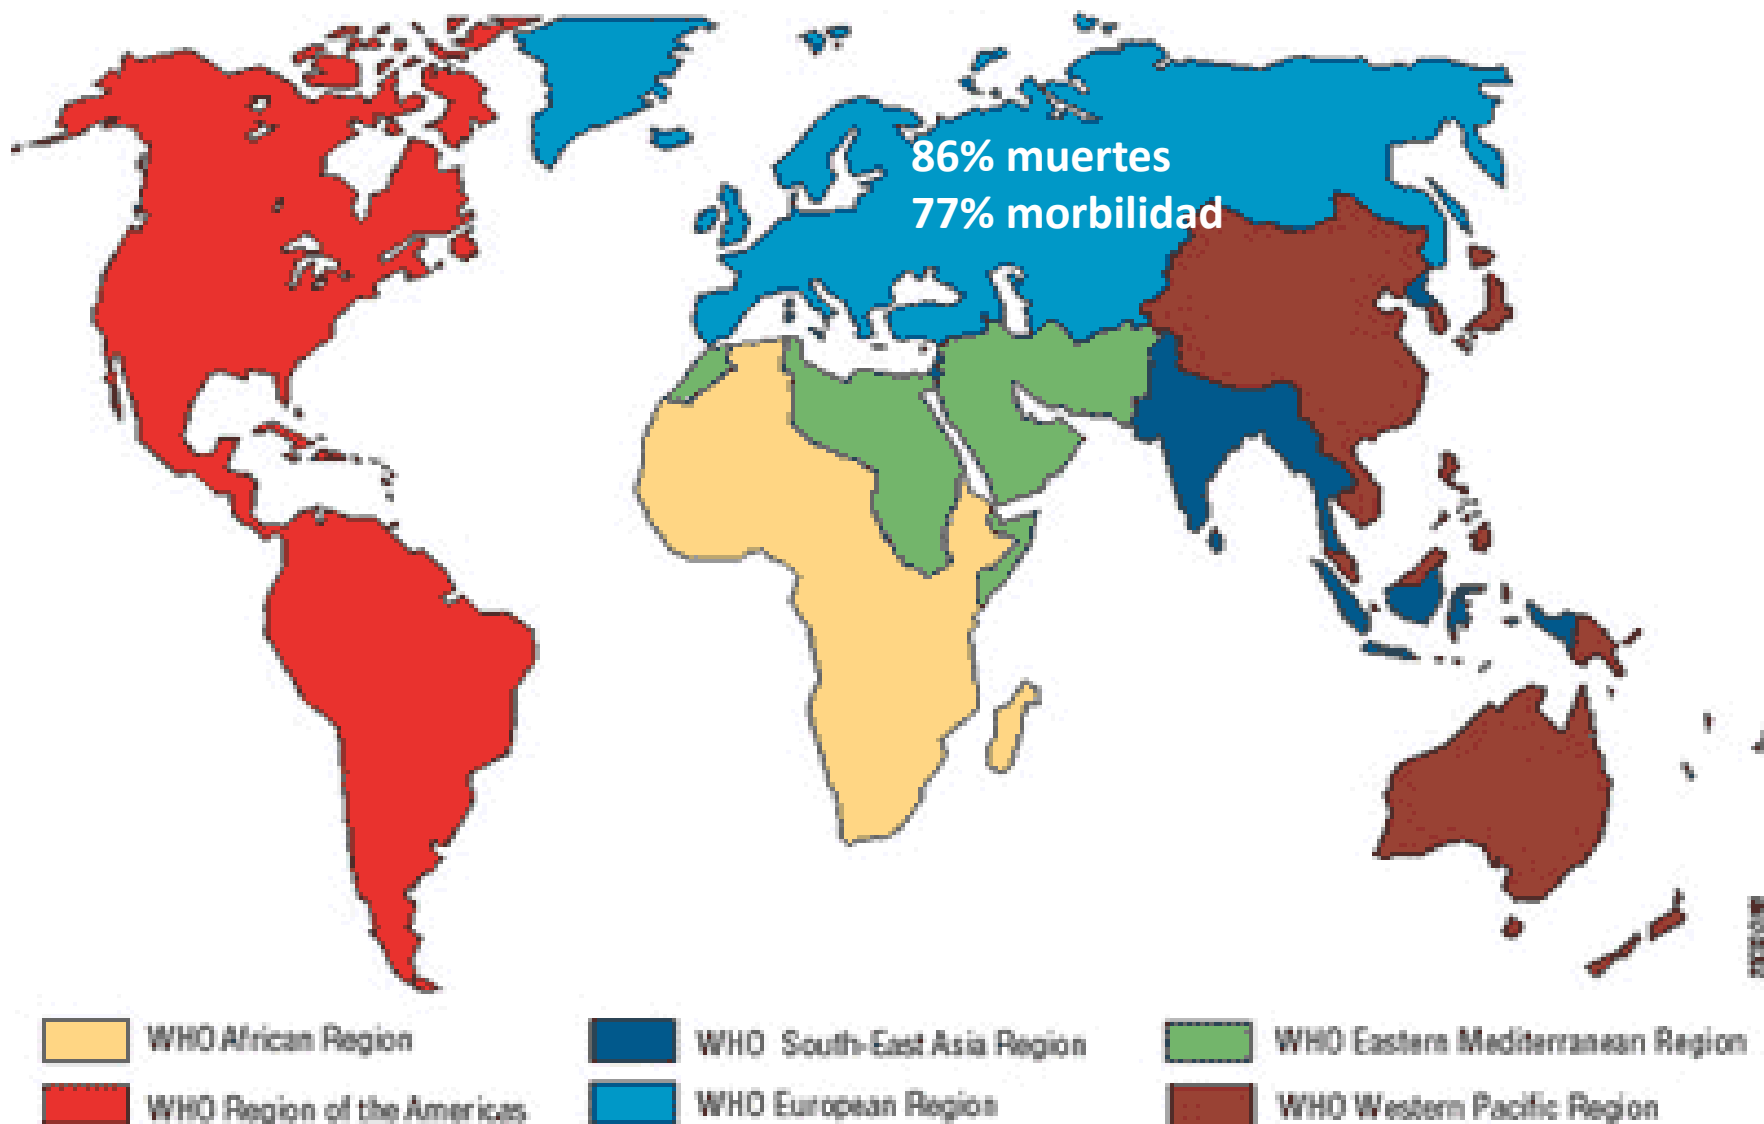 86% muertes
77% morbilidad
WHO African Region
WHO South-East Asia Region
WHO Eastern Mediterranean Region
WHO Region of the Americas
WHO European Region
WHO Western Pacific Region